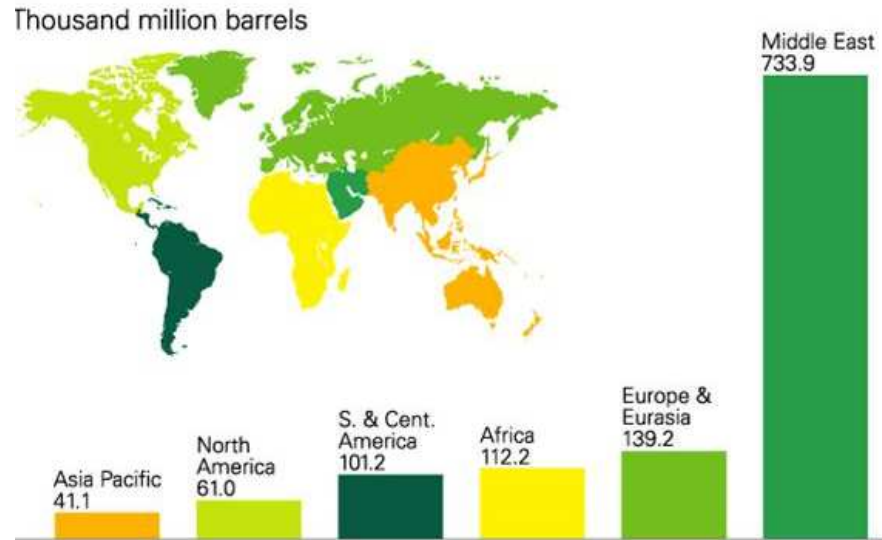 Thousand million barrels
Middle East
733.9
Europe &
Eurasia
139.2
Africa
112.2
S. & Cent.
America
101.2
North
America
61.0
Asia Pacific
41.1